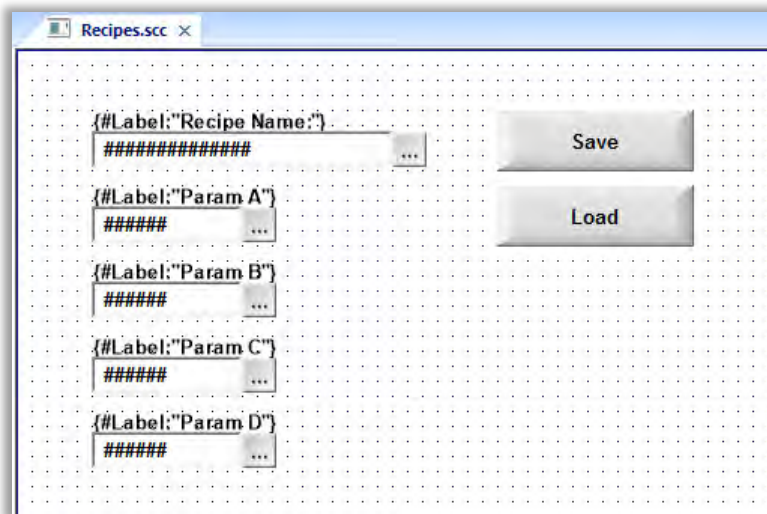 Recipes.scc ×
{#Label:"Recipe Name:"}
############## ...
Save
{#Label:"Param A"}
###### ...
Load
{#Label:"Param B"}
###### ...
{#Label:"Param C"}
###### ...
{#Label:"Param D"}
###### ...